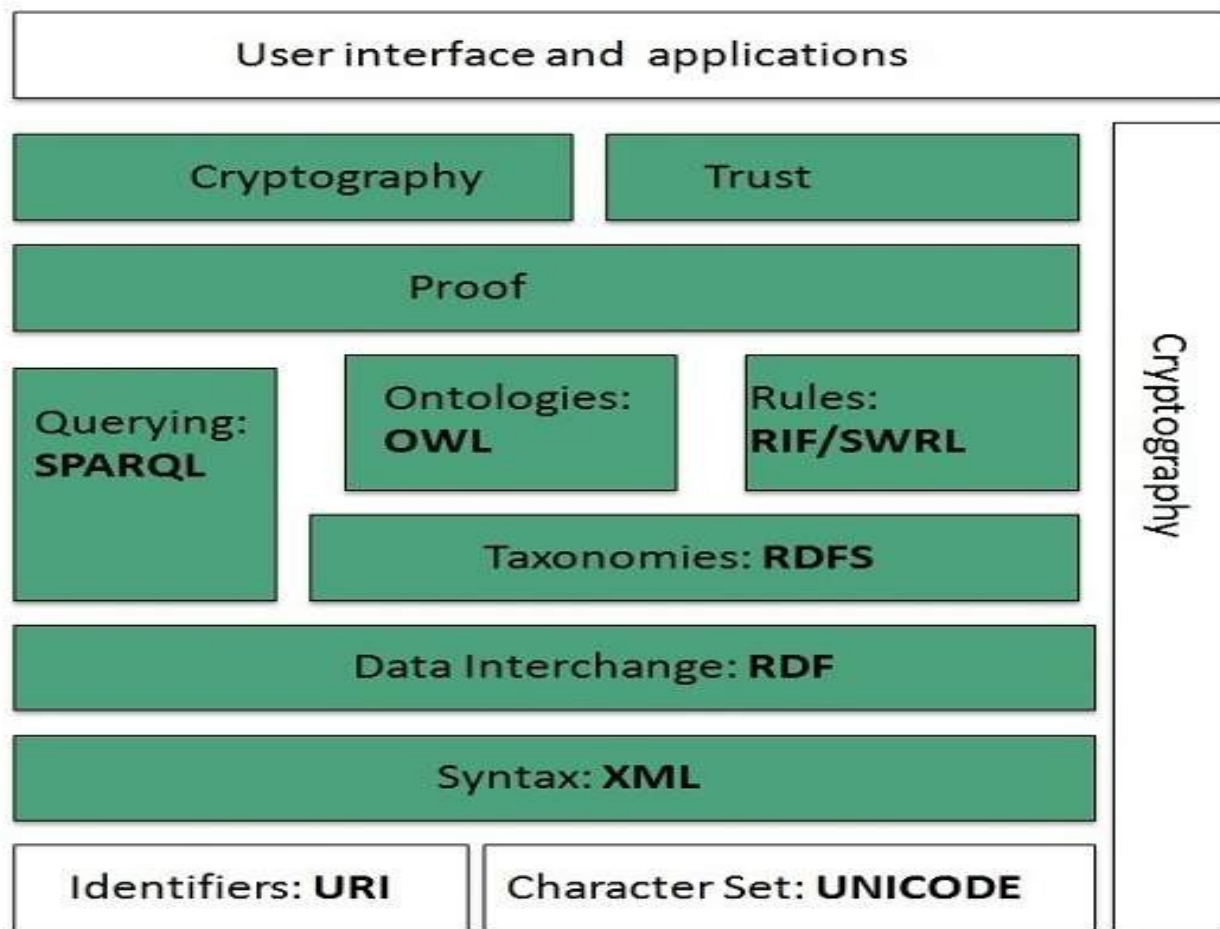 User interface and applications
Cryptography
Trust
Proof
Querying:
SPARQL
Ontologies:
OWL
Rules:
RIF/SWRL
Taxonomies: RDFS
Data Interchange: RDF
Syntax: XML
Identifiers: URI
Character Set: UNICODE
Cryptography